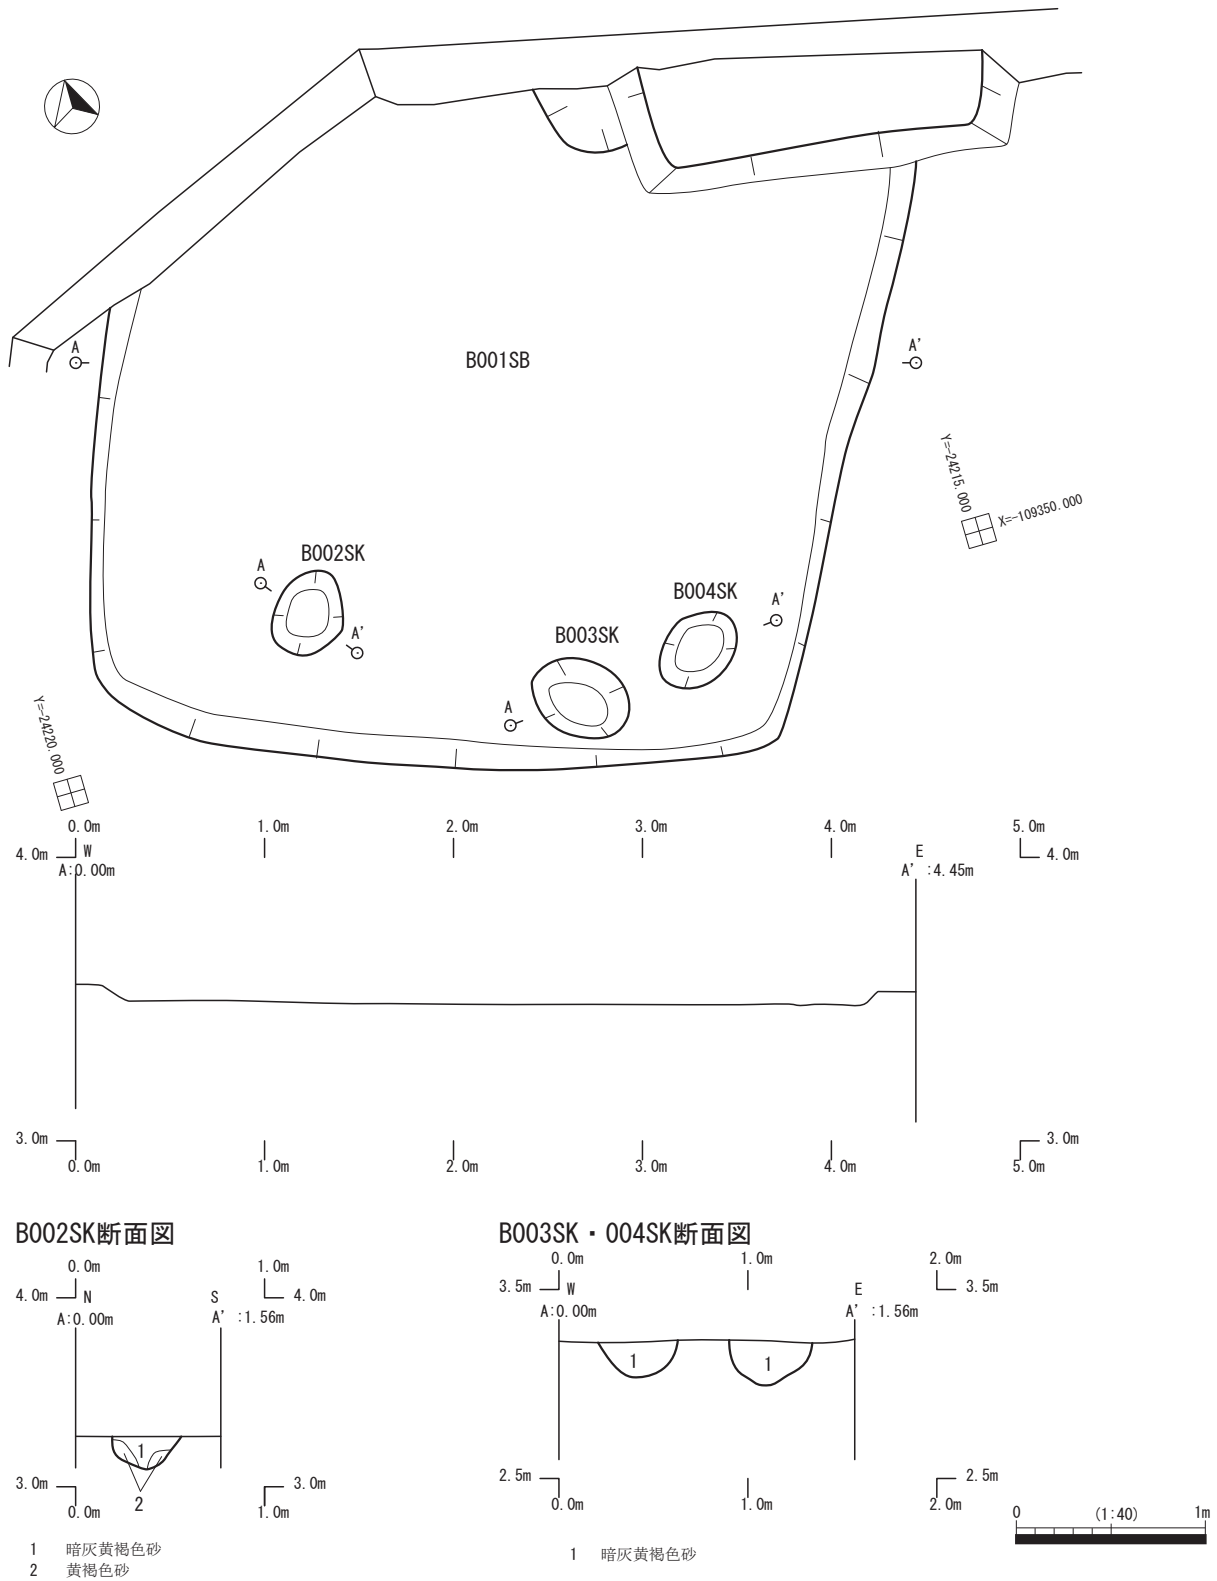 A
B001SB
A'
Y=-24215.000
X=-109350.000
A
B002SK
A'
B004SK
A'
B003SK
A
Y=-24220.000
0.0m 1.0m 2.0m 3.0m 4.0m 5.0m
4.0m W E 4.0m
A:0.00m A' :4.45m
3.0m 3.0m
0.0m 1.0m 2.0m 3.0m 4.0m 5.0m
B002SK断面図
0.0m 1.0m
4.0m N S 4.0m
A:0.00m A' :1.56m
1
3.0m 3.0m
0.0m 2 1.0m
1 暗灰黄褐色砂
2 黄褐色砂
B003SK・004SK断面図
0.0m 1.0m 2.0m
3.5m W E 3.5m
A:0.00m A' :1.56m
1 1
2.5m 2.5m
0.0m 1.0m 2.0m
1 暗灰黄褐色砂
0 (1:40) 1m